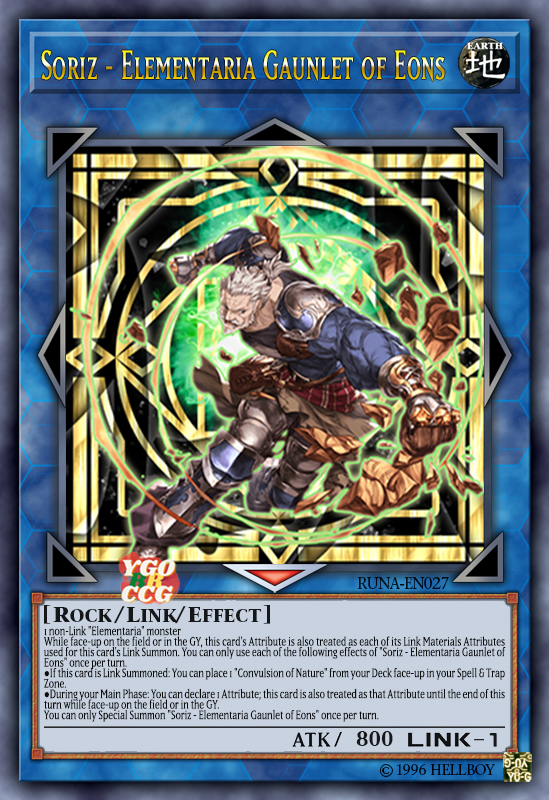 Soriz - Elementaria Gaunlet of Eons
EARTH
地
YGO
CCG
RUNA-EN027
[Rock/Link/Effect]
1 non-Link "Elementaria" monster
While face-up on the field or in the GY, this card's Attribute is also treated as each of its Link Materials Attributes
used for this card's Link Summon. You can only use each of the following effects of "Soriz - Elementaria Gaunlet of
Eons" once per turn.
●If this card is Link Summoned: You can place 1 "Convulsion of Nature" from your Deck face-up in your Spell & Trap
Zone.
●During your Main Phase: You can declare 1 Attribute; this card is also treated as that Attribute until the end of this
turn while face-up on the field or in the GY.
You can only Special Summon "Soriz - Elementaria Gaunlet of Eons" once per turn.
ATK/ 800 LINK-1
© 1996 HELLBOY